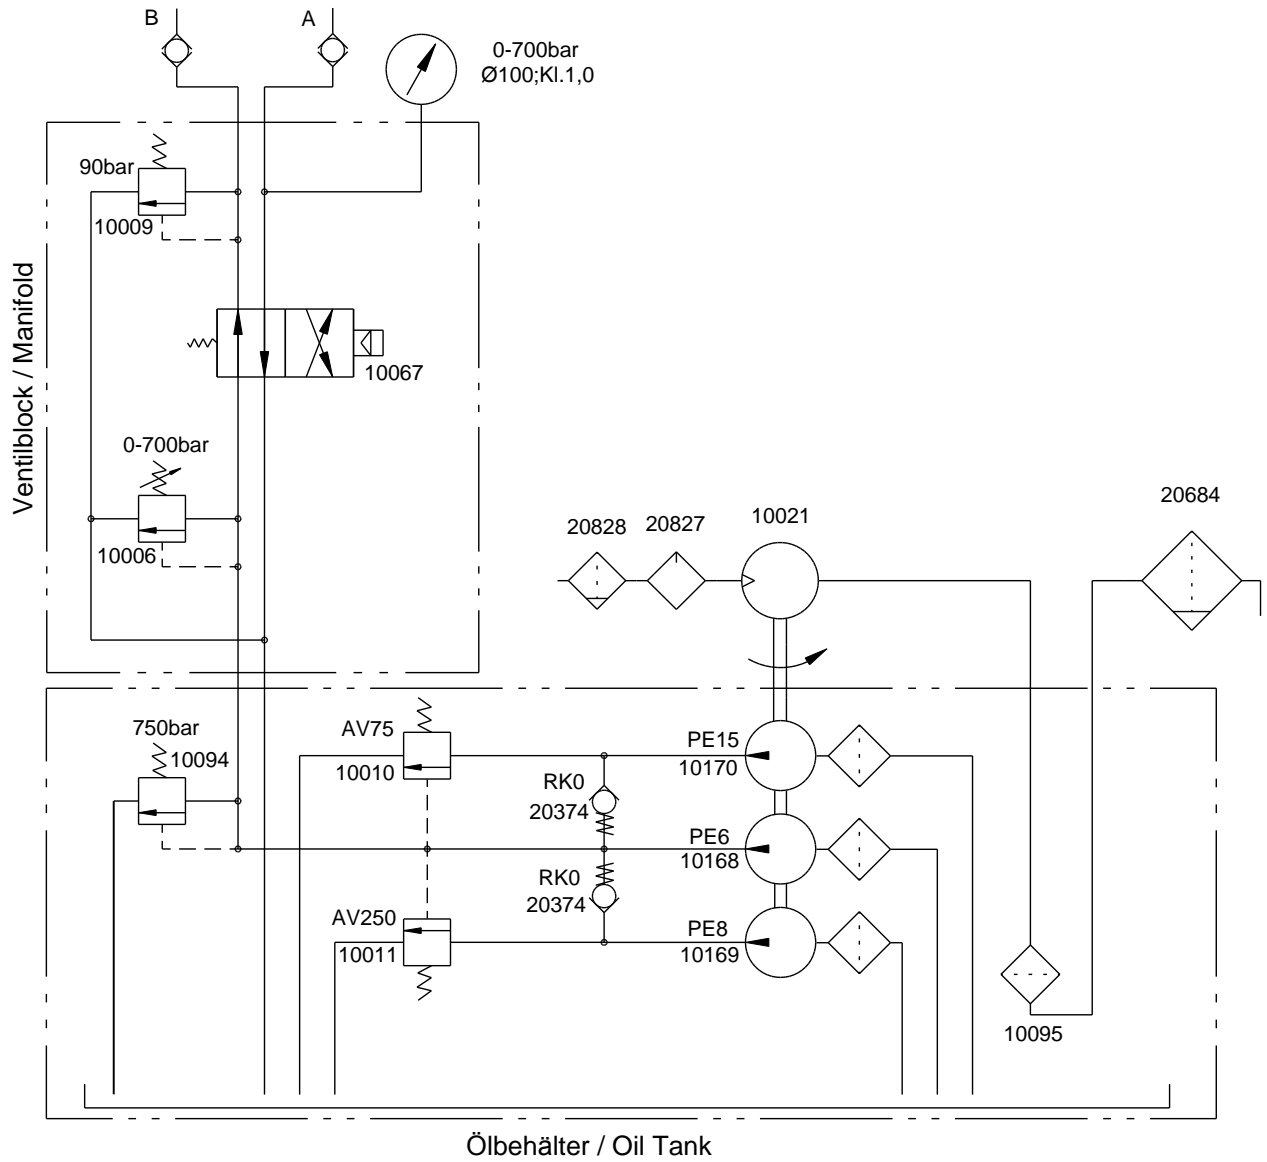 B
A
0-700bar
Ø100;Kl.1,0
90bar
10009
10067
Ventilblock / Manifold
0-700bar
10006
20828
20827
10021
20684
750bar
10094
AV75
10010
PE15
10170
RK0
20374
PE6
10168
RK0
20374
AV250
10011
PE8
10169
10095
Ölbehälter / Oil Tank